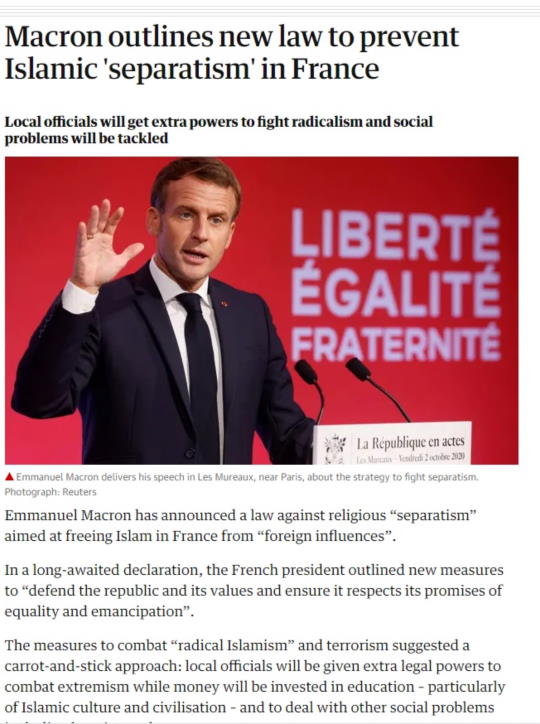 Macron outlines new law to prevent
Islamic 'separatism' in France
Local officials will get extra powers to fight radicalism and social
problems will be tackled
LIBERTÉ
ÉGALITÉ
FRATERNITÉ
La République en actes
Les Mureaux - Vendredi 2 octobre 2020
Emmanuel Macron delivers his speech in Les Mureaux, near Paris, about the strategy to fight separatism.
Photograph: Reuters
Emmanuel Macron has announced a law against religious “separatism”
aimed at freeing Islam in France from “foreign influences”.
In a long-awaited declaration, the French president outlined new measures
to “defend the republic and its values and ensure it respects its promises of
equality and emancipation”.
The measures to combat “radical Islamism” and terrorism suggested a
carrot-and-stick approach: local officials will be given extra legal powers to
combat extremism while money will be invested in education – particularly
of Islamic culture and civilisation – and to deal with other social problems